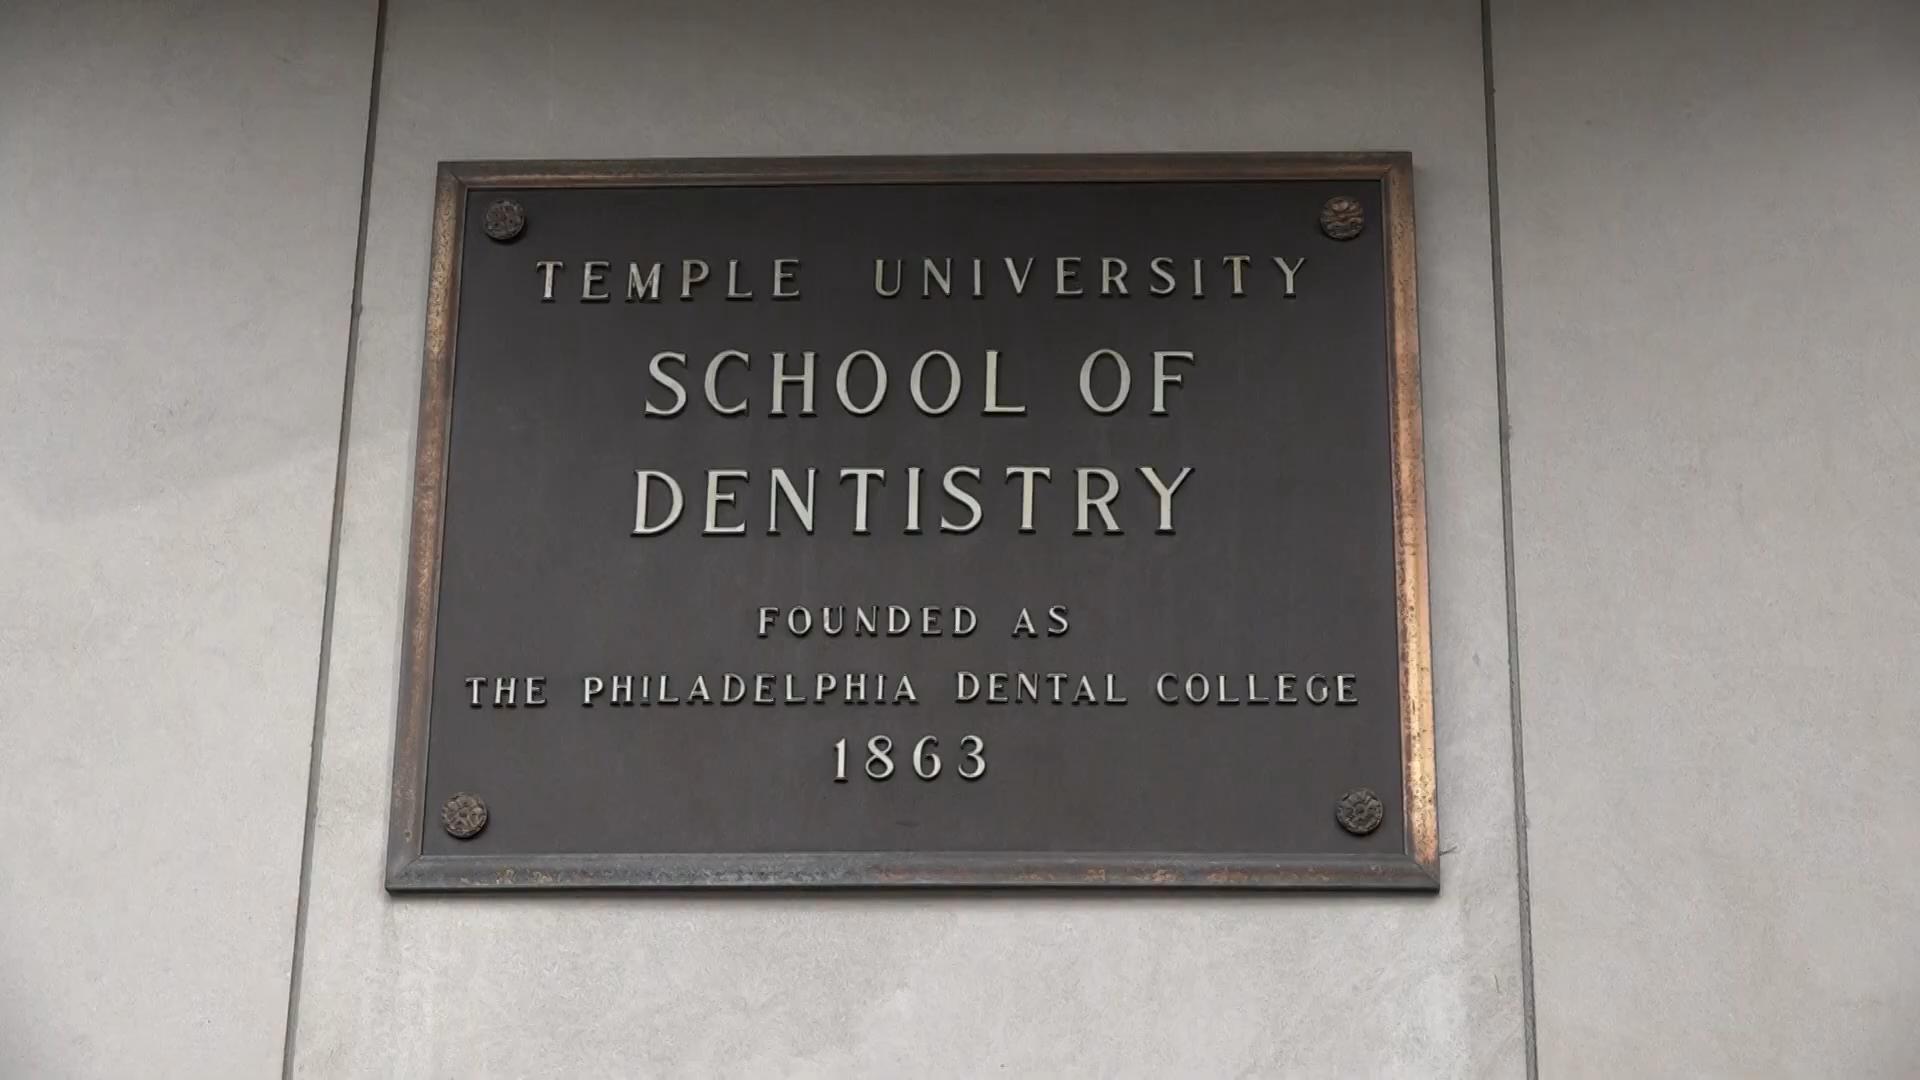 TEMPLE UNIVERSITY
SCHOOL OF
DENTISTRY
FOUNDED AS
THE PHILADELPHIA DENTAL COLLEGE
1863